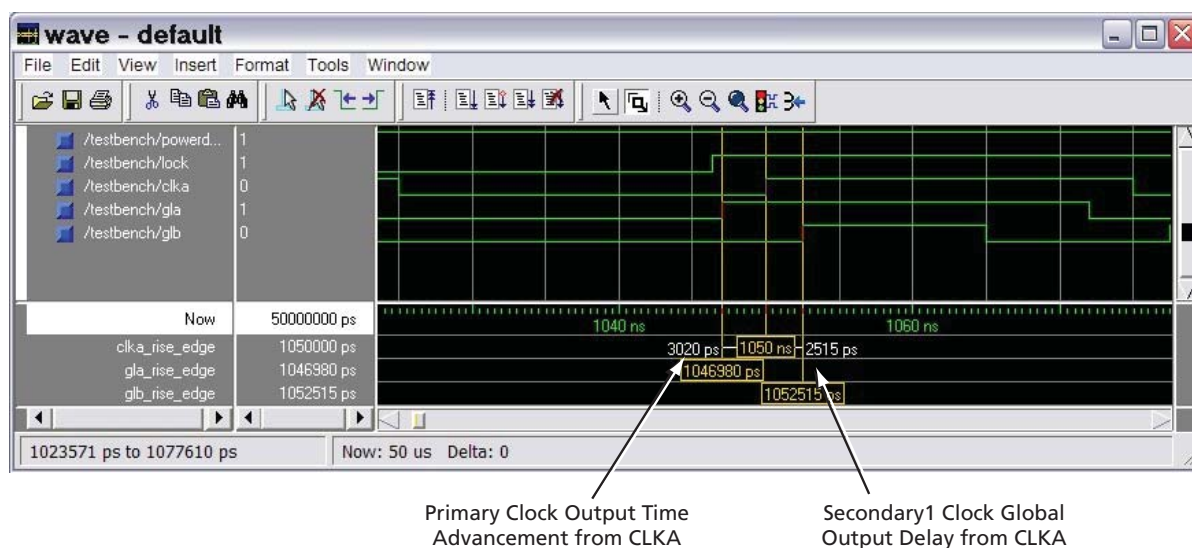 wave - default
File Edit View Insert Format Tools Window
/testbench/powerd... 1
/testbench/lock 1
/testbench/clka 0
/testbench/gla 1
/testbench/glb 0
Now 50000000 ps
1040 ns 1060 ns
clka_rise_edge 1050000 ps 3020 ps 1050 ns 2515 ps
gla_rise_edge 1046980 ps 1046980 ps
glb_rise_edge 1052515 ps 1052515 ps
1023571 ps to 1077610 ps Now: 50 us Delta: 0
Primary Clock Output Time
Advancement from CLKA
Secondary1 Clock Global
Output Delay from CLKA